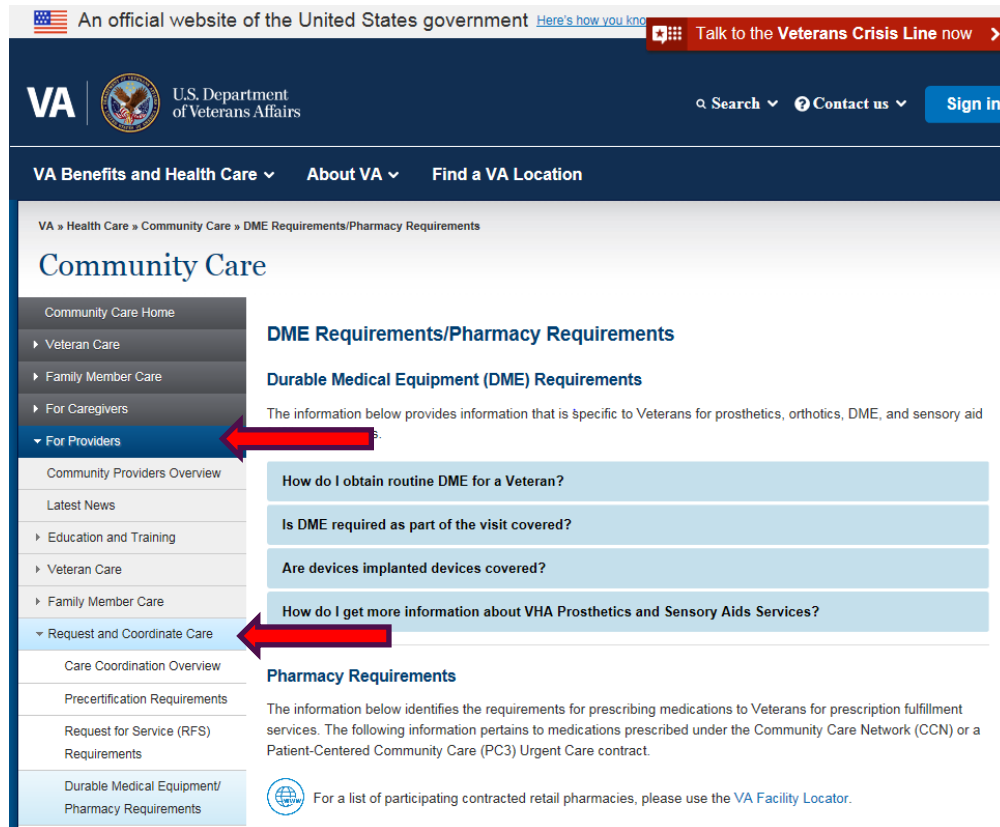 An official website of the United States government Here's how you kno
Talk to the Veterans Crisis Line now
VA
U.S. Department
of Veterans Affairs
Search
Contact us
Sign in
VA Benefits and Health Care
About VA
Find a VA Location
VA » Health Care » Community Care » DME Requirements/Pharmacy Requirements
Community Care
Community Care Home
Veteran Care
Family Member Care
For Caregivers
For Providers
Community Providers Overview
Latest News
Education and Training
Veteran Care
Family Member Care
Request and Coordinate Care
Care Coordination Overview
Precertification Requirements
Request for Service (RFS)
Requirements
Durable Medical Equipment/
Pharmacy Requirements
DME Requirements/Pharmacy Requirements
Durable Medical Equipment (DME) Requirements
The information below provides information that is specific to Veterans for prosthetics, orthotics, DME, and sensory aid
s.
How do I obtain routine DME for a Veteran?
Is DME required as part of the visit covered?
Are devices implanted devices covered?
How do I get more information about VHA Prosthetics and Sensory Aids Services?
Pharmacy Requirements
The information below identifies the requirements for prescribing medications to Veterans for prescription fulfillment
services. The following information pertains to medications prescribed under the Community Care Network (CCN) or a
Patient-Centered Community Care (PC3) Urgent Care contract.
www
For a list of participating contracted retail pharmacies, please use the VA Facility Locator.